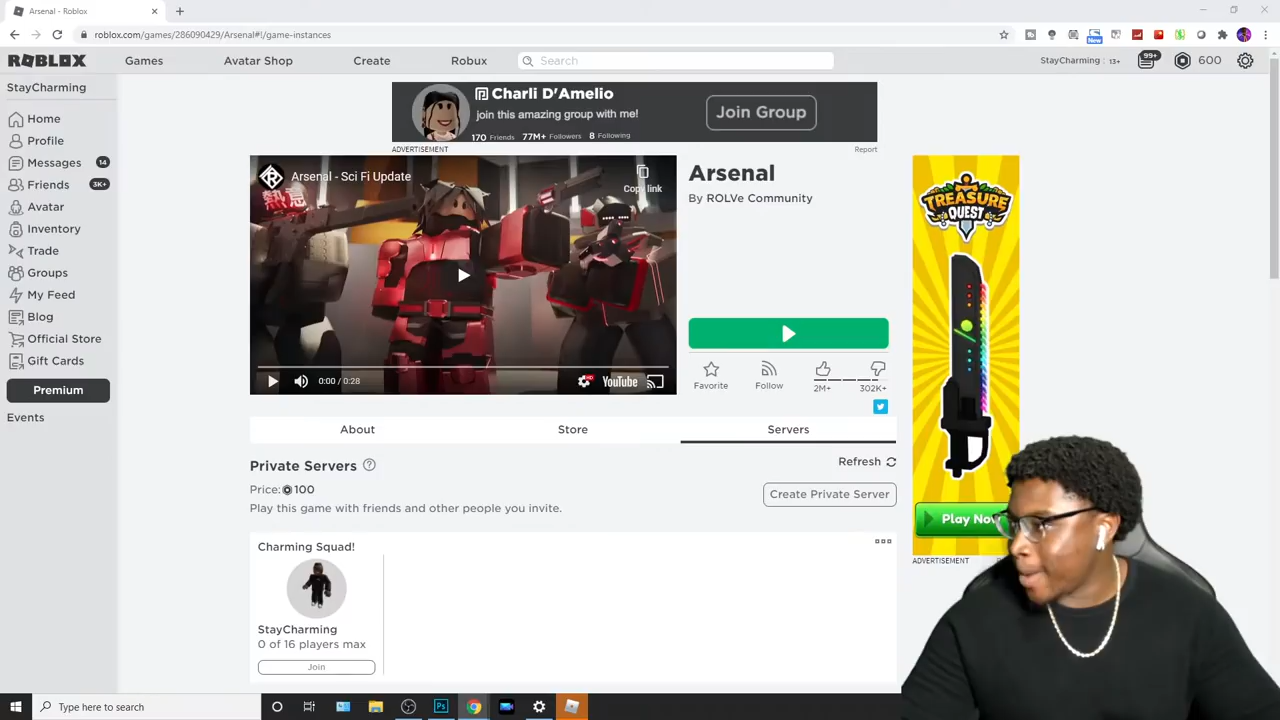 Arsenal - Roblox
roblox.com/games/286090429/Arsenal#!/game-instances
New
ROBLOX
Games
Avatar Shop
Create
Robux
Search
StayCharming : 13+
99+
600
StayCharming
Home
Profile
Messages 14
Friends 3K+
Avatar
Inventory
Trade
Groups
My Feed
Blog
Official Store
Gift Cards
Premium
Events
Charli D'Amelio
join this amazing group with me!
170 Friends 77M+ Followers 8 Following
Join Group
ADVERTISEMENT
Report
Arsenal - Sci Fi Update
Copy link
熱急
0:00 / 0:28
HD
YouTube
Arsenal
By ROLVe Community
Favorite
Follow
2M+
302K+
About
Store
Servers
Private Servers
Refresh
Price: 100
Create Private Server
Play this game with friends and other people you invite.
Charming Squad!
StayCharming
0 of 16 players max
Join
TREASURE
QUEST
Play Now
ADVERTISEMENT
Type here to search
Ps